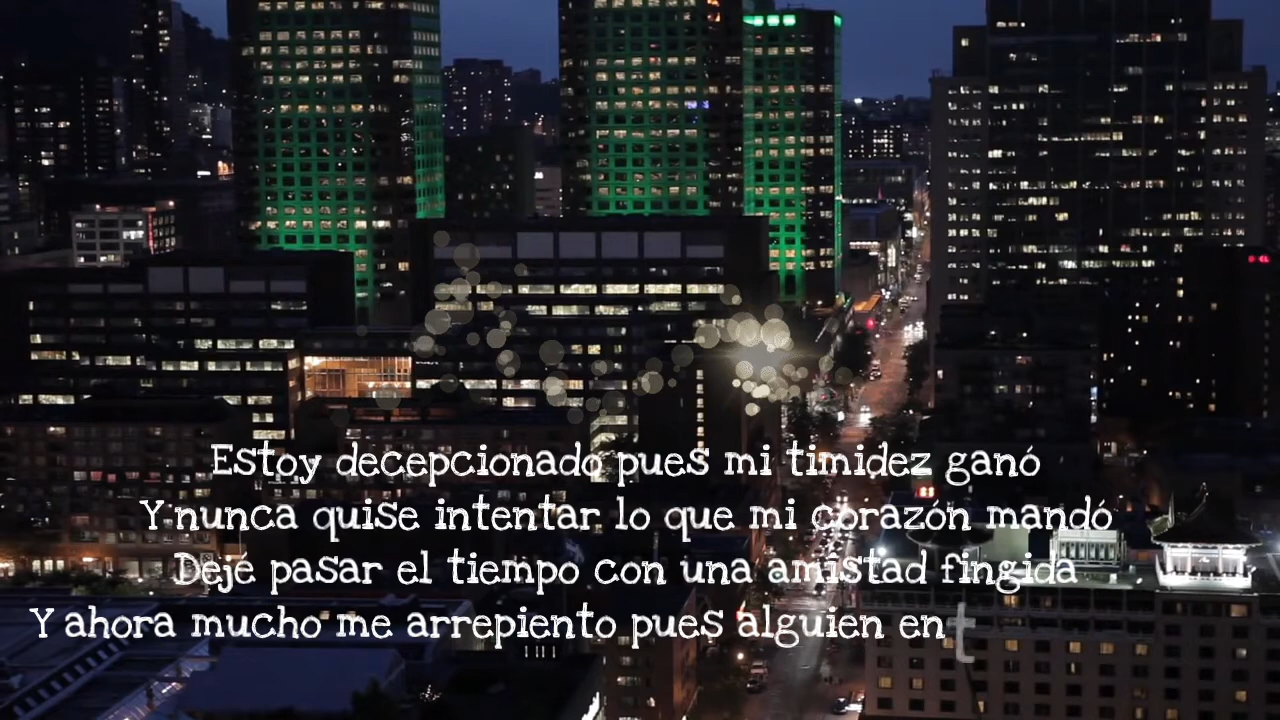 Estoy decepcionado pues mi timidez ganó
Y nunca quise intentar lo que mi corazón mandó
Dejé pasar el tiempo con una amistad fingida
Y ahora mucho me arrepiento pues alguien ent